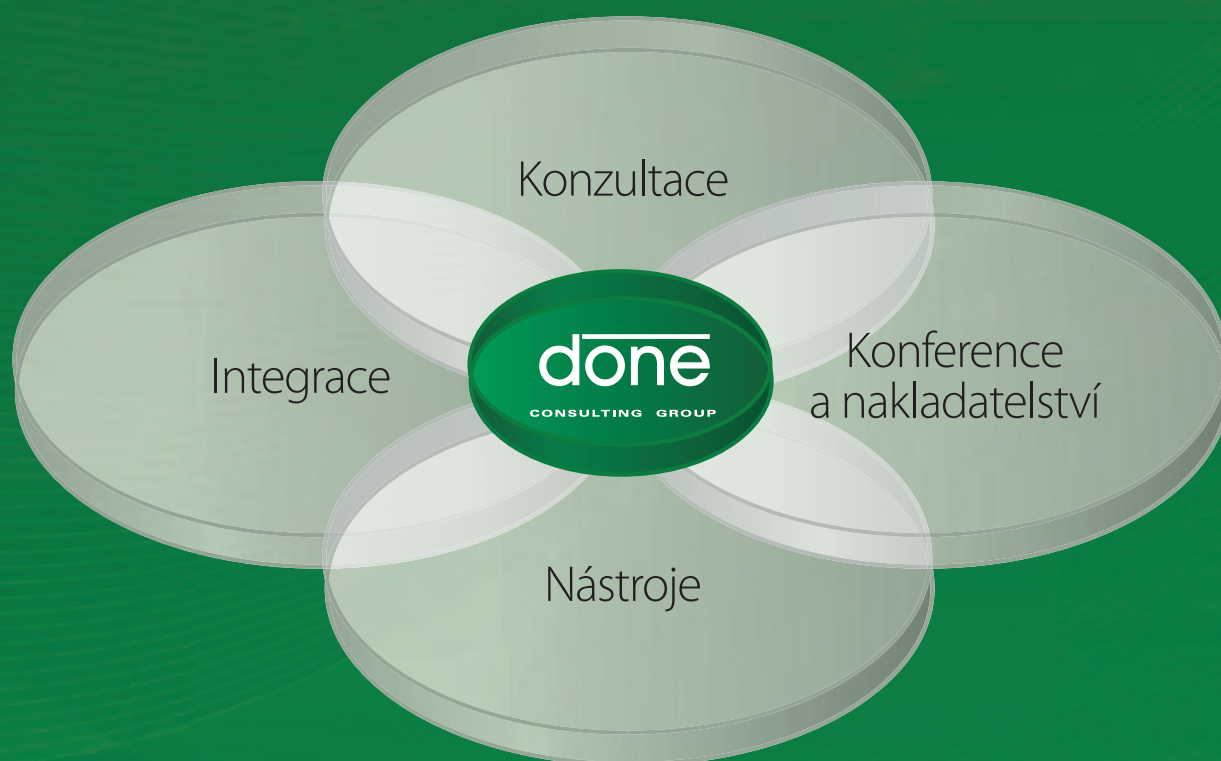 Konzultace
Integrace
done
CONSULTING GROUP
Konference
a nakladatelství
Nástroje